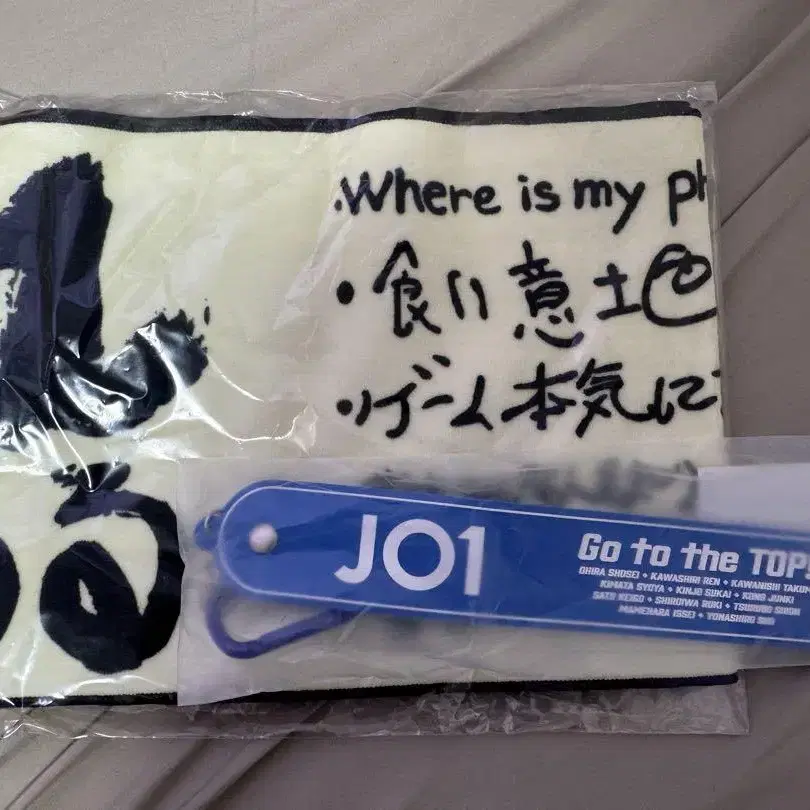 ・Where is my ph
・食い意地
・ゲーム本気に
JO1
Go to the TOP
OHIRA SHOSEI • KAWASHIRI REN • KAWANISHI TAKUM
KIMATA SYOYA • KINJO SUKAI • KONO JUNKI
SATO KEIGO • SHIROIWA RUKI • TSURUBO SHION
MAMEHARA ISSEI • YONASHIRO SHO